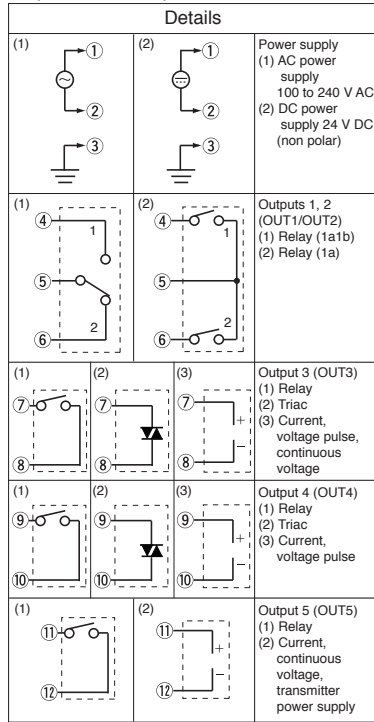 Details
(1)
1
2
3
(2)
1
2
3
Power supply
(1) AC power
supply
100 to 240 V AC
(2) DC power
supply 24 V DC
(non polar)
(1)
4
1
5
2
6
(2)
4
1
5
2
6
Outputs 1, 2
(OUT1/OUT2)
(1) Relay (1a1b)
(2) Relay (1a)
(1)
7
8
(2)
7
8
(3)
7
+
−
8
Output 3 (OUT3)
(1) Relay
(2) Triac
(3) Current,
voltage pulse,
continuous
voltage
(1)
9
10
(2)
9
10
(3)
9
+
−
10
Output 4 (OUT4)
(1) Relay
(2) Triac
(3) Current,
voltage pulse
(1)
11
12
(2)
11
+
−
12
Output 5 (OUT5)
(1) Relay
(2) Current,
continuous
voltage,
transmitter
power supply